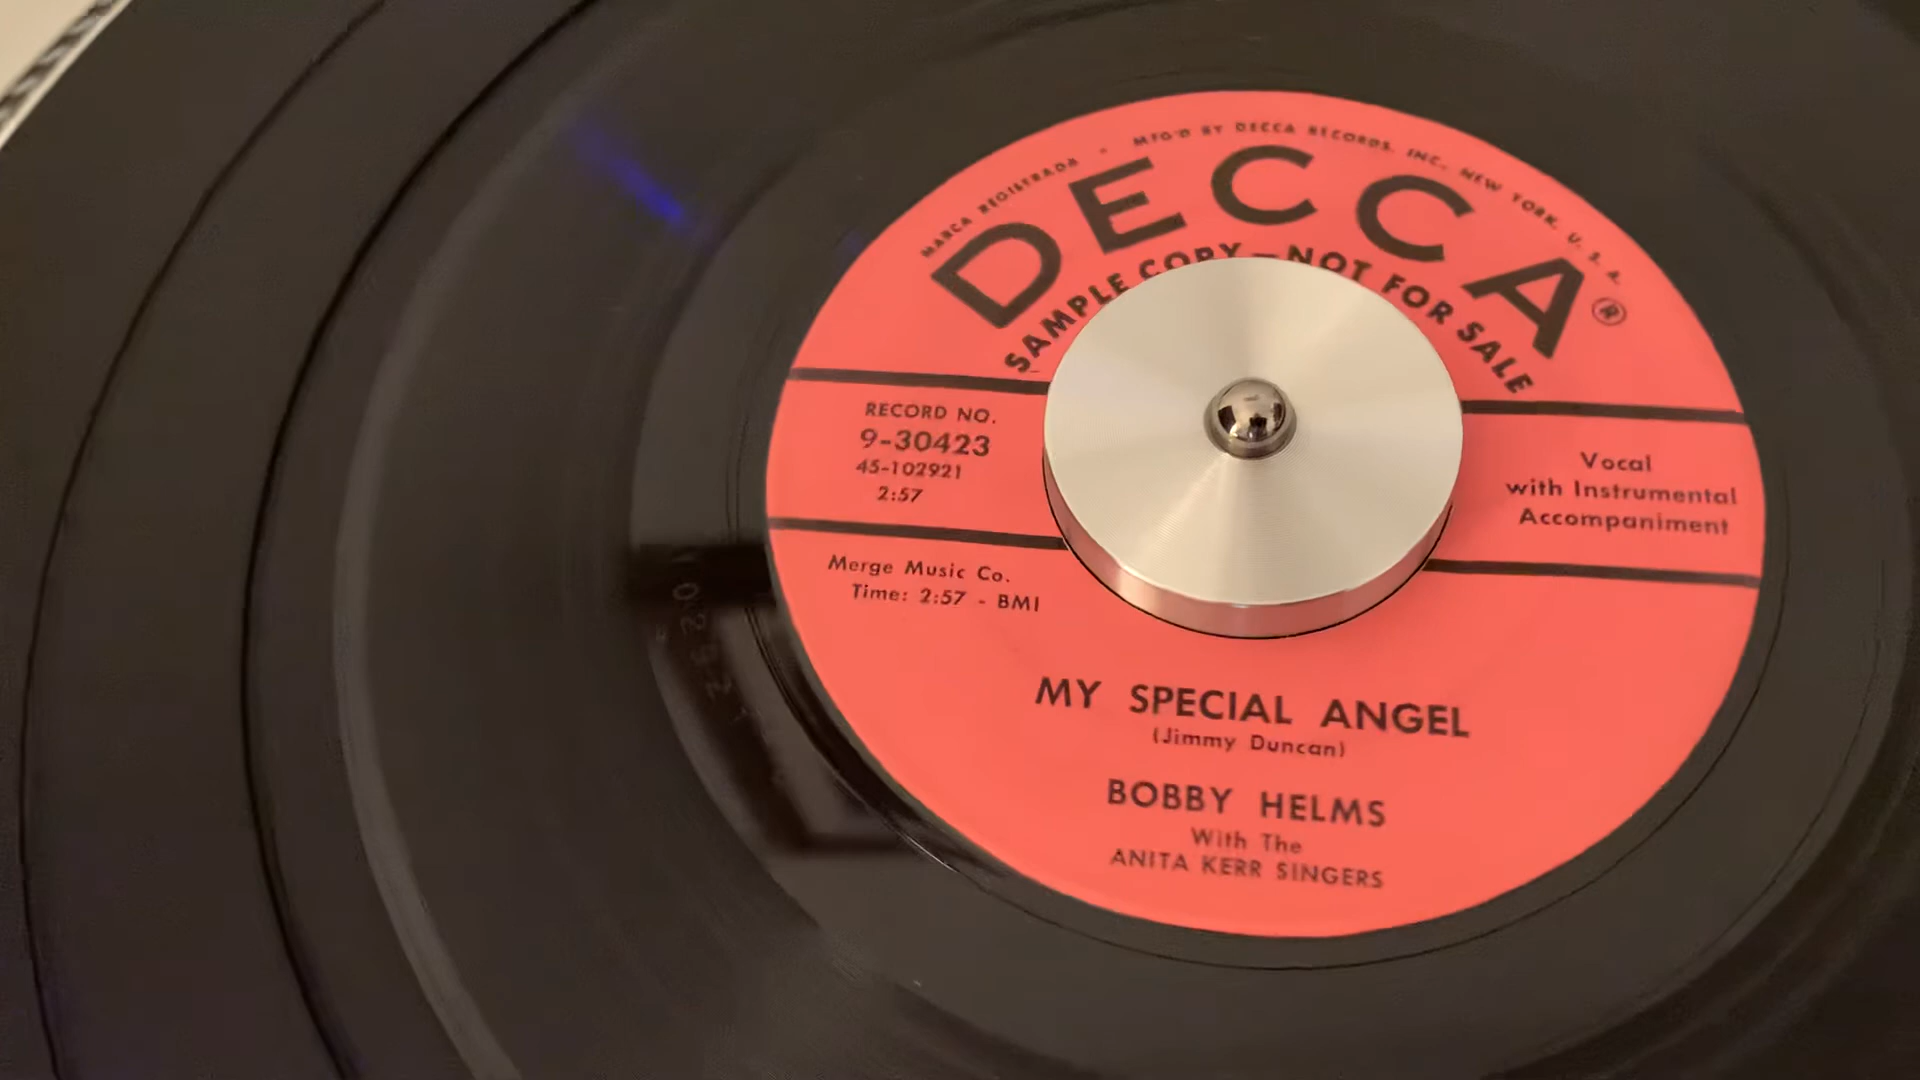 MARCA REGISTRADA - MFG'D BY DECCA RECORDS, INC., NEW YORK, U. S. A.
DECCA®
SAMPLE COPY—NOT FOR SALE
RECORD NO.
9-30423
45-102921
2:57
Vocal
with Instrumental
Accompaniment
Merge Music Co.
Time: 2:57 - BMI
MY SPECIAL ANGEL
(Jimmy Duncan)
BOBBY HELMS
With The
ANITA KERR SINGERS